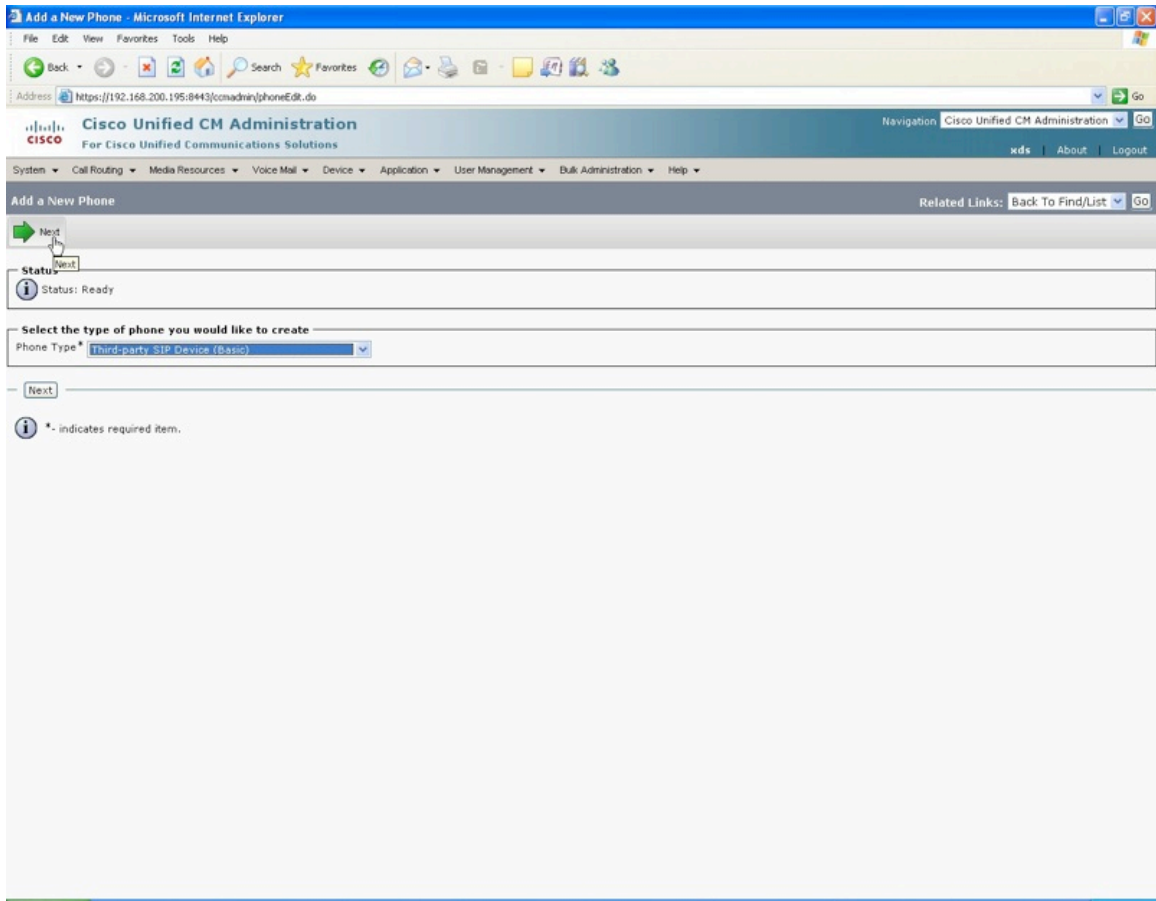 Add a New Phone - Microsoft Internet Explorer
File Edit View Favorites Tools Help
Back Search Favorites
Address https://192.168.200.195:8443/ccmadmin/phoneEdit.do Go
CISCO
Cisco Unified CM Administration
For Cisco Unified Communications Solutions
Navigation Cisco Unified CM Administration Go
xds | About | Logout
System Call Routing Media Resources Voice Mail Device Application User Management Bulk Administration Help
Add a New Phone
Related Links: Back To Find/List Go
Next
Next
Status
Status: Ready
Select the type of phone you would like to create
Phone Type* Third-party SIP Device (Basic)
Next
*- indicates required item.